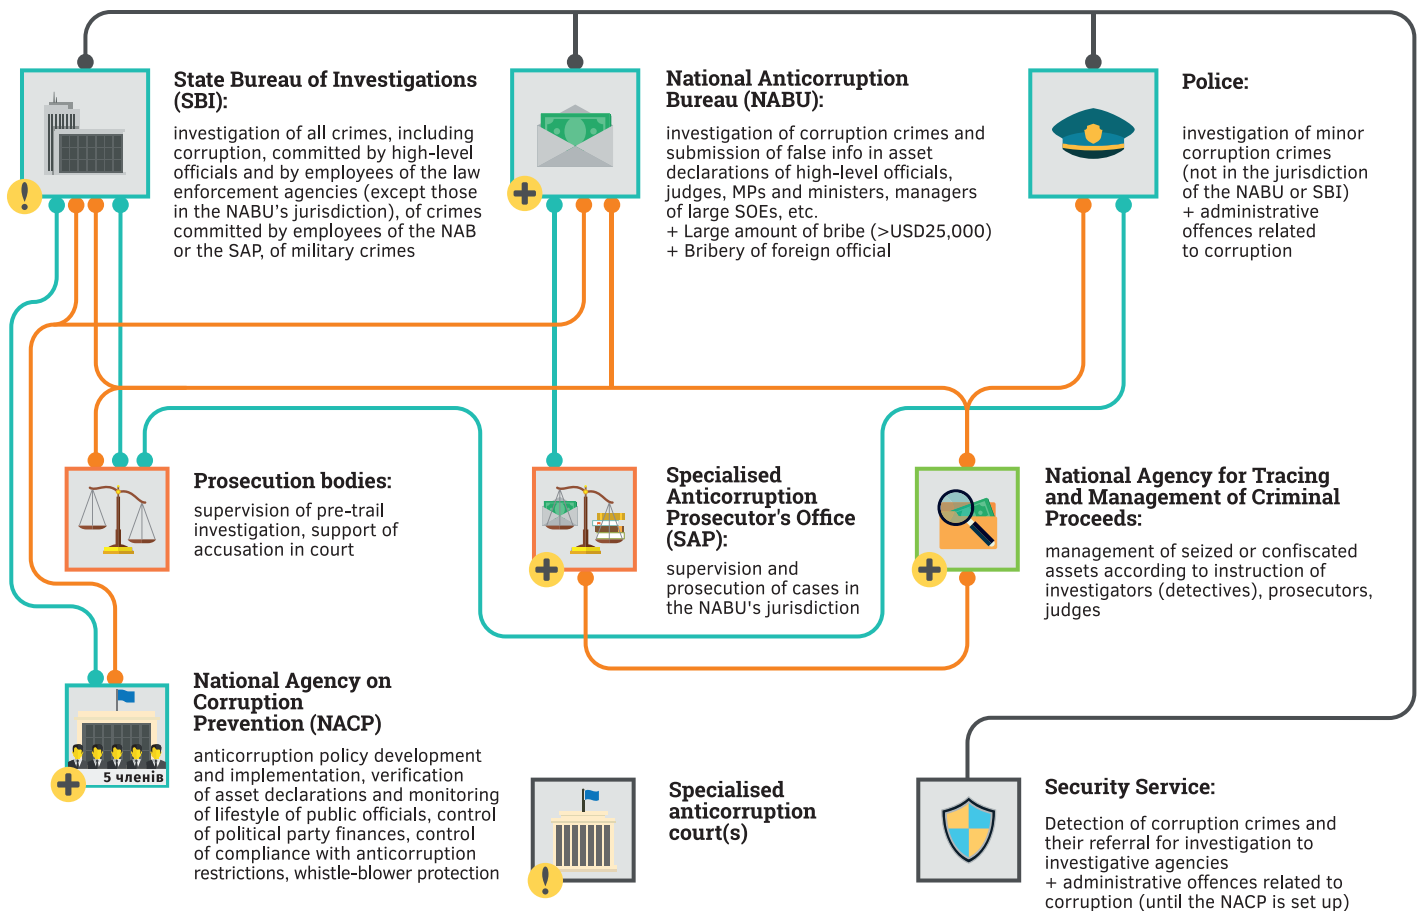 State Bureau of Investigations
(SBI):
investigation of all crimes, including
corruption, committed by high-level
officials and by employees of the law
enforcement agencies (except those
in the NABU's jurisdiction), of crimes
committed by employees of the NAB
or the SAP, of military crimes
National Anticorruption
Bureau (NABU):
investigation of corruption crimes and
submission of false info in asset
declarations of high-level officials,
judges, MPs and ministers, managers
of large SOEs, etc.
+ Large amount of bribe (>USD25,000)
+ Bribery of foreign official
Police:
investigation of minor
corruption crimes
(not in the jurisdiction
of the NABU or SBI)
+ administrative
offences related
to corruption
Prosecution bodies:
supervision of pre-trail
investigation, support of
accusation in court
Specialised
Anticorruption
Prosecutor's Office
(SAP):
supervision and
prosecution of cases in
the NABU's jurisdiction
National Agency for Tracing
and Management of Criminal
Proceeds:
management of seized or confiscated
assets according to instruction of
investigators (detectives), prosecutors,
judges
5 членів
National Agency on
Corruption
Prevention (NACP)
anticorruption policy development
and implementation, verification
of asset declarations and monitoring
of lifestyle of public officials, control
of political party finances, control
of compliance with anticorruption
restrictions, whistle-blower protection
Specialised
anticorruption
court(s)
Security Service:
Detection of corruption crimes and
their referral for investigation to
investigative agencies
+ administrative offences related to
corruption (until the NACP is set up)